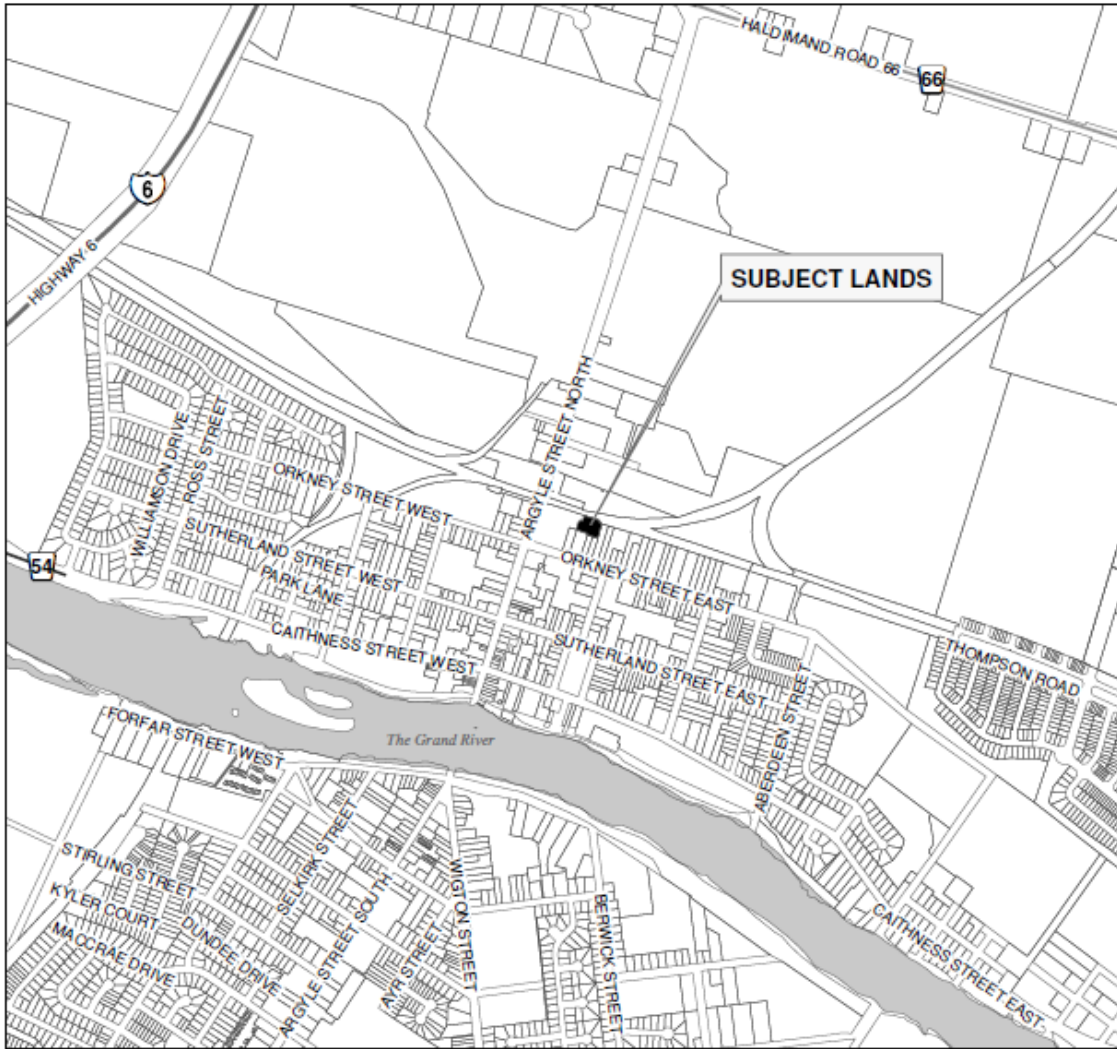 HALDIMAND ROAD 66
66
6
HIGHWAY 6
SUBJECT LANDS
ARGYLE STREET NORTH
WILLIAMSON DRIVE
ROSS STREET
ORKNEY STREET WEST
SUTHERLAND STREET WEST
PARK LANE
CAITHNESS STREET WEST
54
ORKNEY STREET EAST
SUTHERLAND STREET EAST
ABERDEEN STREET
THOMPSON ROAD
The Grand River
FORFAR STREET WEST
STIRLING STREET
KYLER COURT
MACCRAE DRIVE
DUNDEE DRIVE
SELKIRK STREET
ARGYLE STREET SOUTH
AYR STREET
WIGTON STREET
BERWICK STREET
CAITHNESS STREET EAST